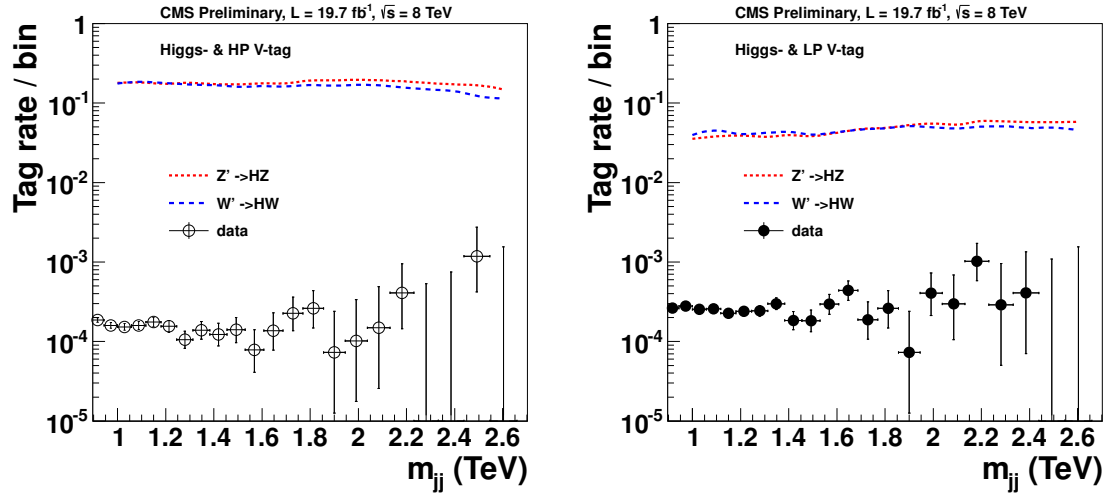 CMS Preliminary, L = 19.7 fb⁻¹, √s = 8 TeV
Higgs- & HP V-tag
Tag rate / bin
1
10⁻¹
10⁻²
10⁻³
10⁻⁴
10⁻⁵
Z' ->HZ
W' ->HW
data
1 1.2 1.4 1.6 1.8 2 2.2 2.4 2.6
m_jj (TeV)
CMS Preliminary, L = 19.7 fb⁻¹, √s = 8 TeV
Higgs- & LP V-tag
Tag rate / bin
1
10⁻¹
10⁻²
10⁻³
10⁻⁴
10⁻⁵
Z' ->HZ
W' ->HW
data
1 1.2 1.4 1.6 1.8 2 2.2 2.4 2.6
m_jj (TeV)